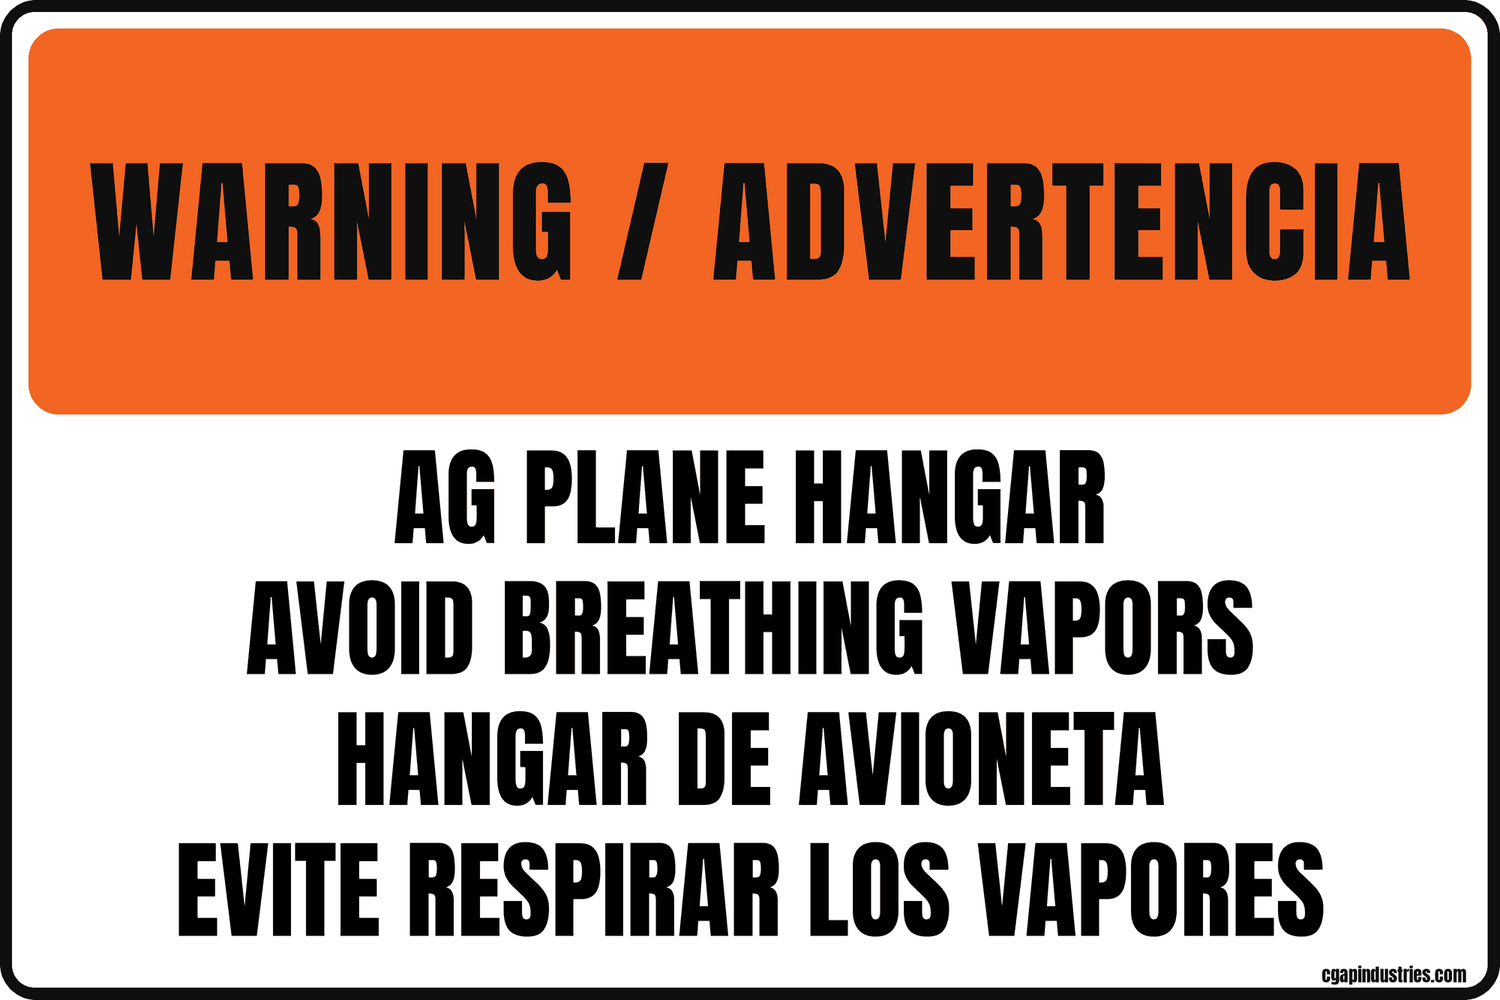 WARNING / ADVERTENCIA
AG PLANE HANGAR
AVOID BREATHING VAPORS
HANGAR DE AVIONETA
EVITE RESPIRAR LOS VAPORES
cgapindustries.com